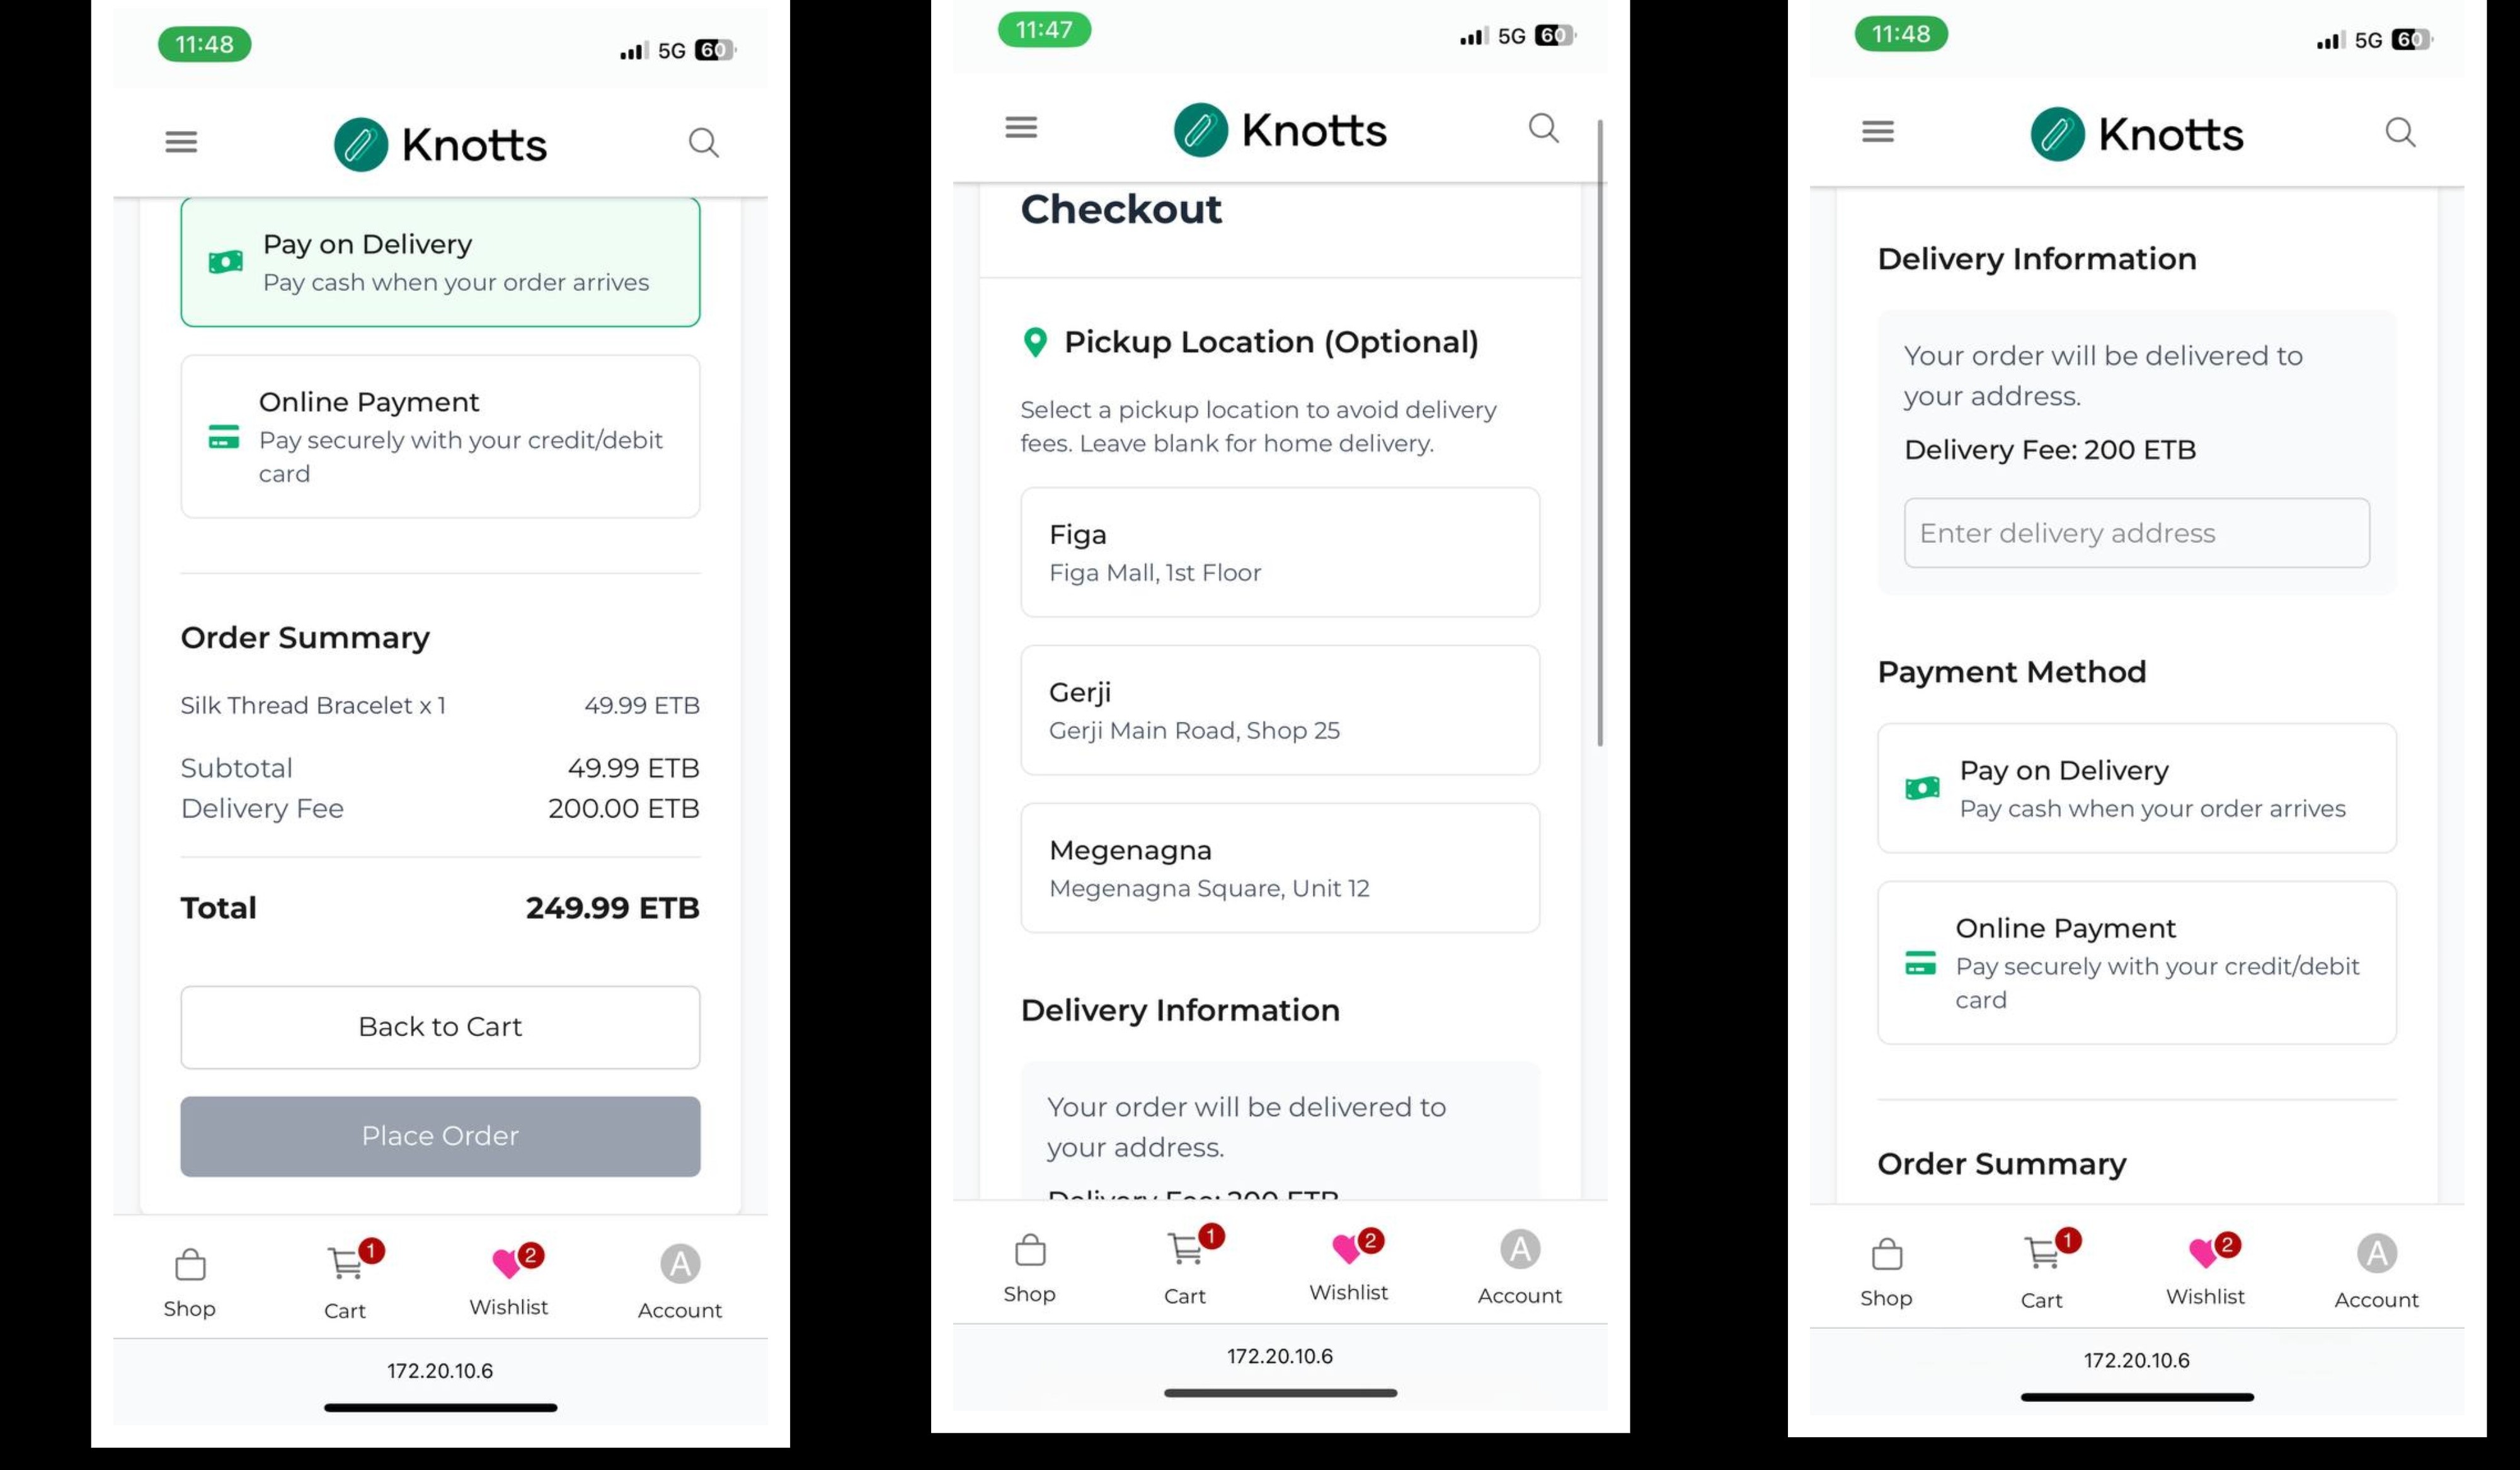 11:48
5G 60
Knotts
Pay on Delivery
Pay cash when your order arrives
Online Payment
Pay securely with your credit/debit
card
Order Summary
Silk Thread Bracelet x 1 49.99 ETB
Subtotal 49.99 ETB
Delivery Fee 200.00 ETB
Total 249.99 ETB
Back to Cart
Place Order
1
2
A
Shop Cart Wishlist Account
172.20.10.6
11:47
5G 60
Knotts
Checkout
Pickup Location (Optional)
Select a pickup location to avoid delivery
fees. Leave blank for home delivery.
Figa
Figa Mall, 1st Floor
Gerji
Gerji Main Road, Shop 25
Megenagna
Megenagna Square, Unit 12
Delivery Information
Your order will be delivered to
your address.
Delivery Fee: 200 ETB
1
2
A
Shop Cart Wishlist Account
172.20.10.6
11:48
5G 60
Knotts
Delivery Information
Your order will be delivered to
your address.
Delivery Fee: 200 ETB
Enter delivery address
Payment Method
Pay on Delivery
Pay cash when your order arrives
Online Payment
Pay securely with your credit/debit
card
Order Summary
1
2
A
Shop Cart Wishlist Account
172.20.10.6